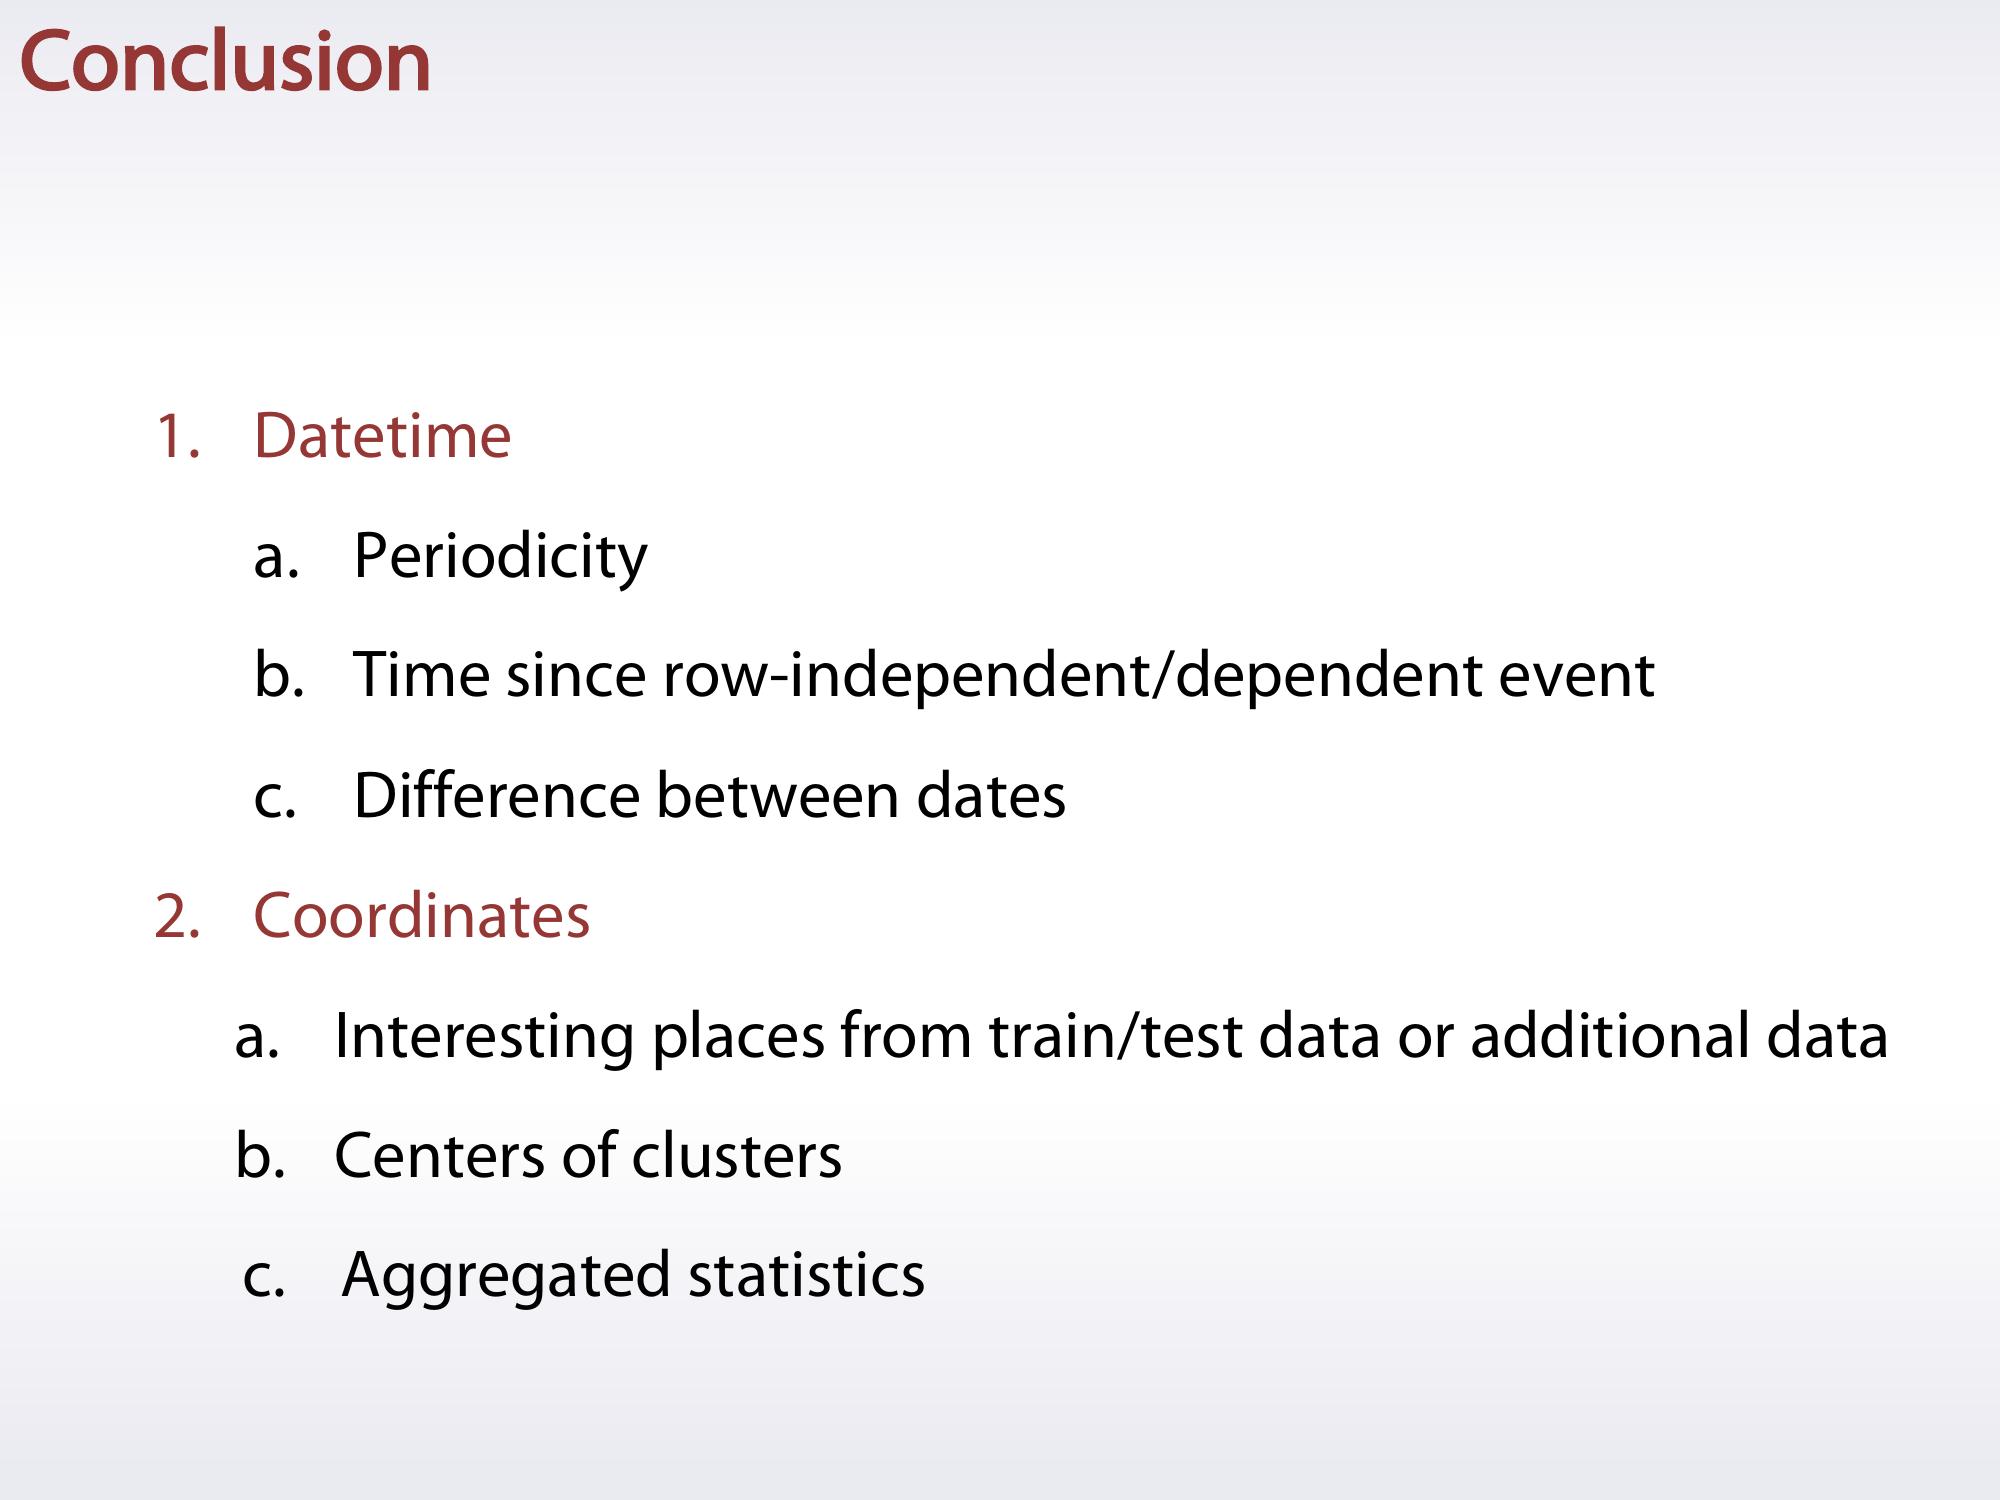 Conclusion
1. Datetime
a. Periodicity
b. Time since row-independent/dependent event
c. Difference between dates
2. Coordinates
a. Interesting places from train/test data or additional data
b. Centers of clusters
c. Aggregated statistics